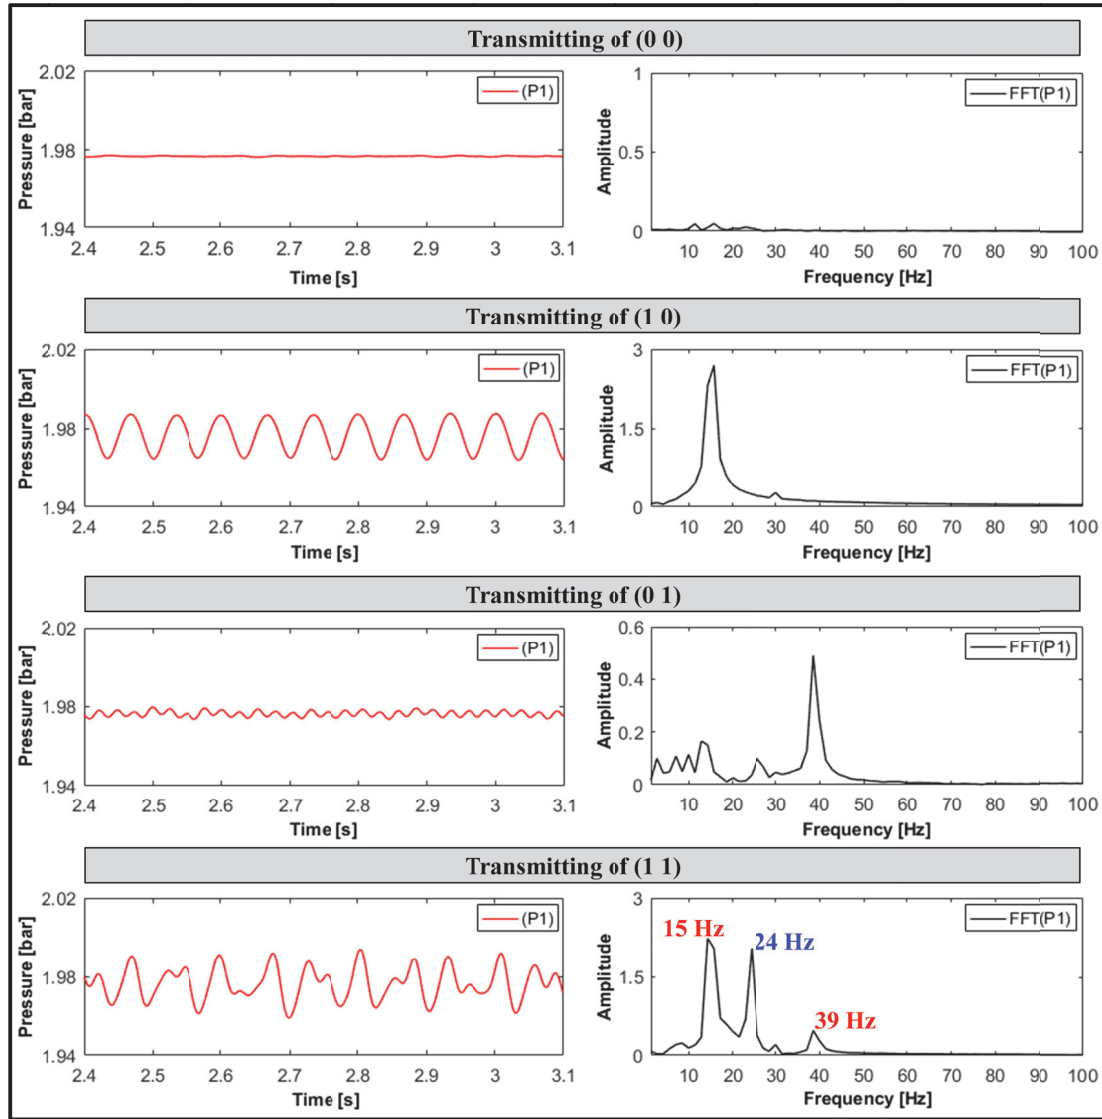 Transmitting of (0 0)
Pressure [bar]
2.02
1.98
1.94
(P1)
2.4 2.5 2.6 2.7 2.8 2.9 3 3.1
Time [s]
Amplitude
1
0.5
0
FFT(P1)
10 20 30 40 50 60 70 80 90 100
Frequency [Hz]
Transmitting of (1 0)
Pressure [bar]
2.02
1.98
1.94
(P1)
2.4 2.5 2.6 2.7 2.8 2.9 3 3.1
Time [s]
Amplitude
3
1.5
0
FFT(P1)
10 20 30 40 50 60 70 80 90 100
Frequency [Hz]
Transmitting of (0 1)
Pressure [bar]
2.02
1.98
1.94
(P1)
2.4 2.5 2.6 2.7 2.8 2.9 3 3.1
Time [s]
Amplitude
0.6
0.4
0.2
0
FFT(P1)
10 20 30 40 50 60 70 80 90 100
Frequency [Hz]
Transmitting of (1 1)
Pressure [bar]
2.02
1.98
1.94
(P1)
2.4 2.5 2.6 2.7 2.8 2.9 3 3.1
Time [s]
Amplitude
3
1.5
0
FFT(P1)
15 Hz
24 Hz
39 Hz
10 20 30 40 50 60 70 80 90 100
Frequency [Hz]